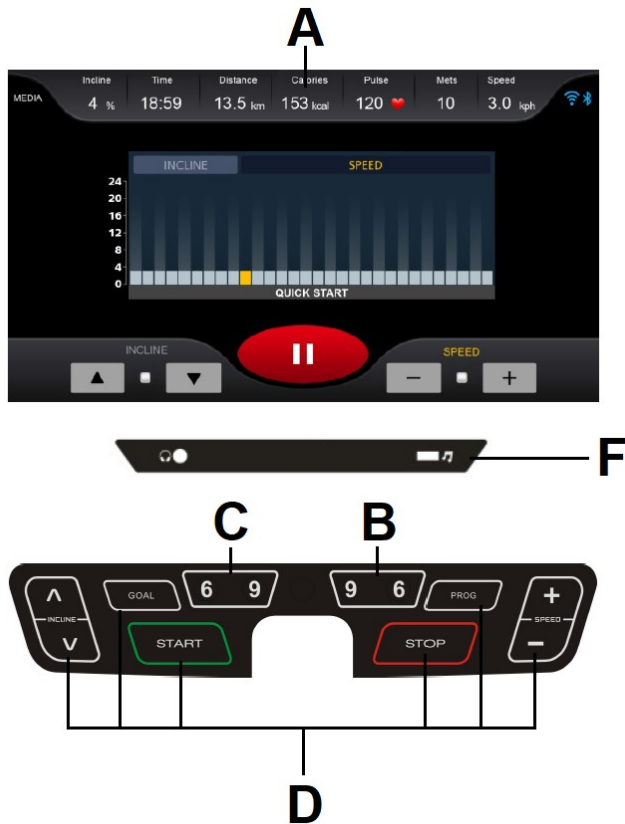 A
Incline Time Distance Calories Pulse Mets Speed
MEDIA 4 % 18:59 13.5 km 153 kcal 120 10 3.0 kph
INCLINE SPEED
24
20
16
12
8
4
0
QUICK START
INCLINE SPEED
− +
F
C B
6 9 9 6
GOAL PROG
INCLINE + SPEED −
START STOP
D